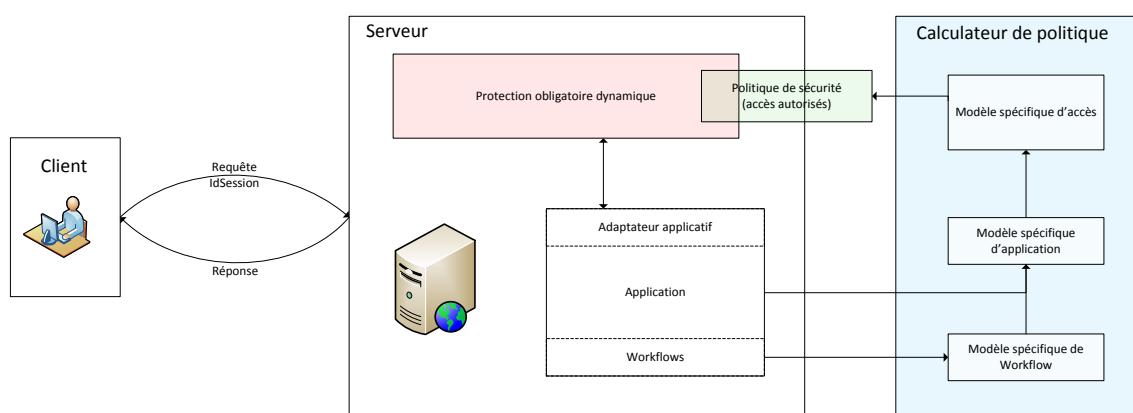 Serveur
Calculateur de politique
Protection obligatoire dynamique
Politique de sécurité
(accès autorisés)
Modèle spécifique d'accès
Client
Requête
IdSession
Réponse
Adaptateur applicatif
Modèle spécifique
d'application
Application
Workflows
Modèle spécifique de
Workflow